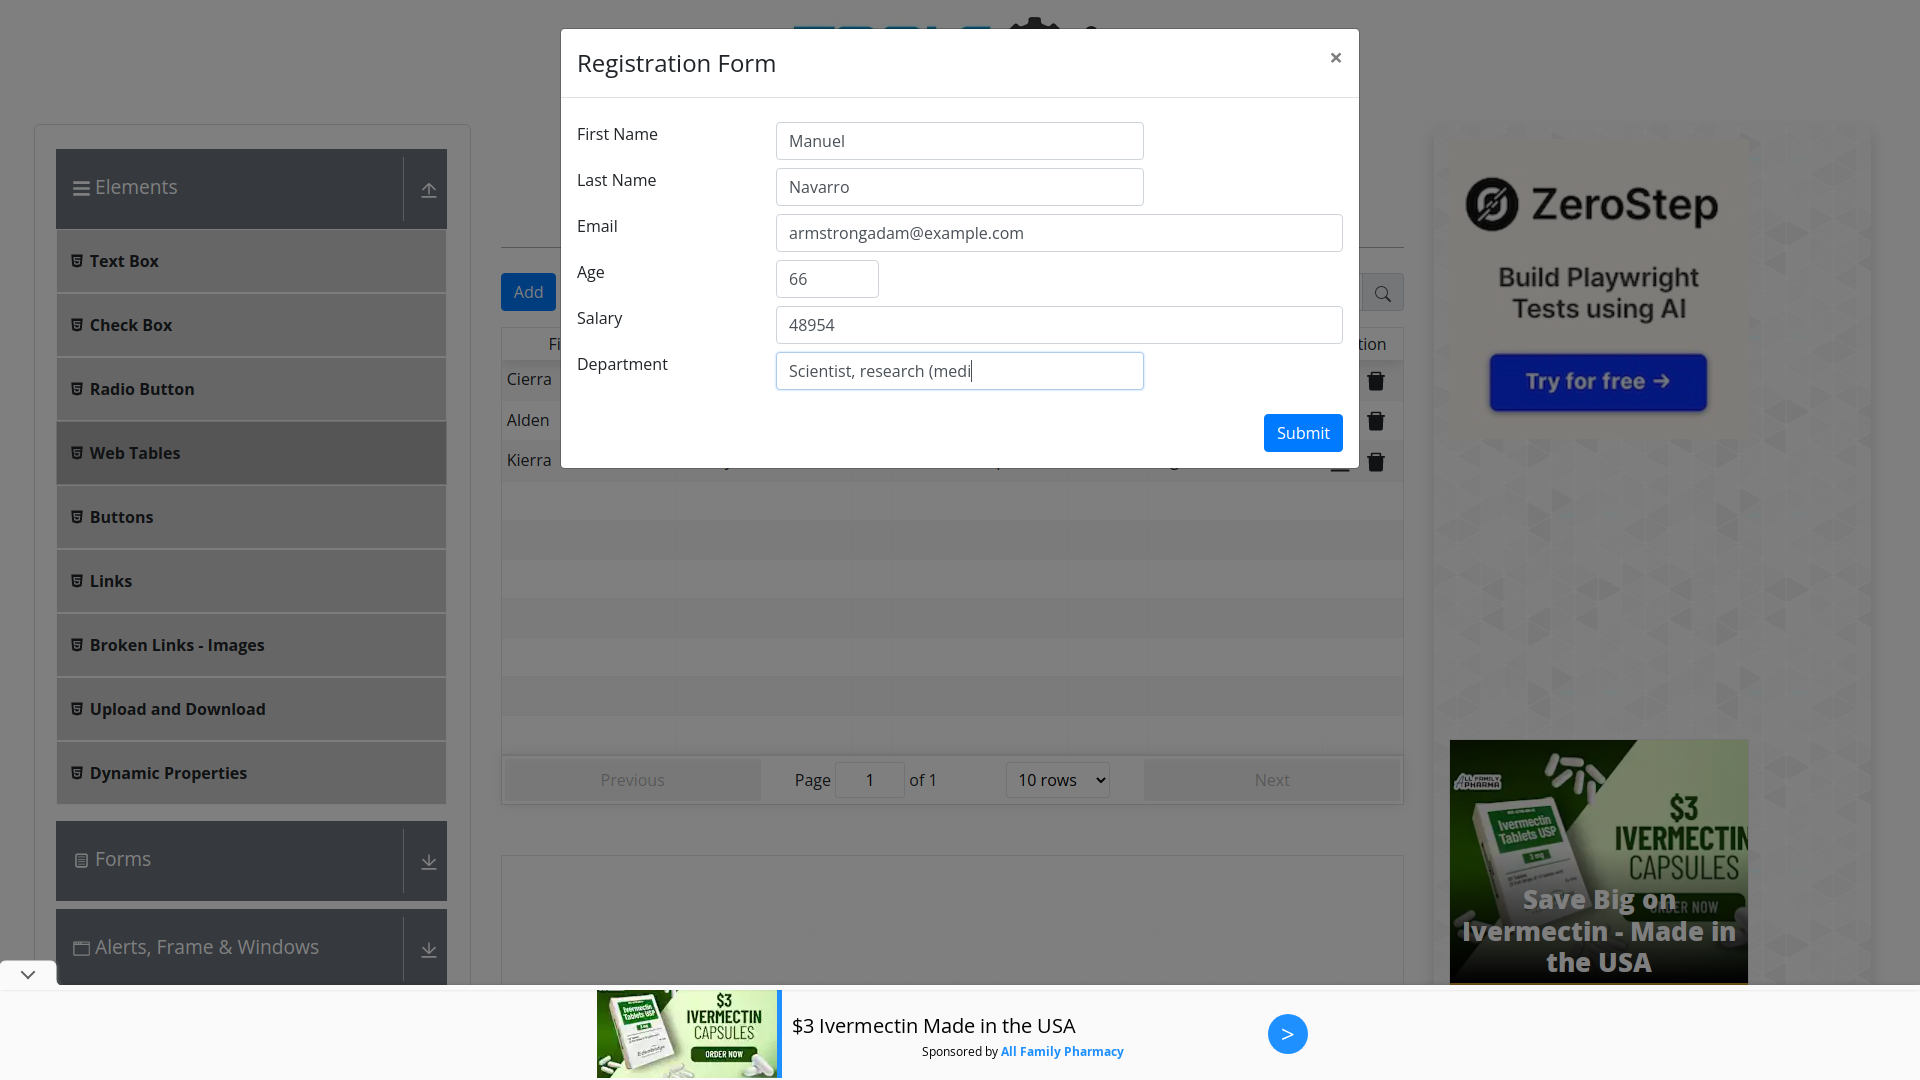 Registration Form
×
First Name
Manuel
Last Name
Navarro
Email
armstrongadam@example.com
Age
66
Salary
48954
Department
Scientist, research (medi
Submit
Elements
Text Box
Check Box
Radio Button
Web Tables
Buttons
Links
Broken Links - Images
Upload and Download
Dynamic Properties
Forms
Alerts, Frame & Windows
Add
Cierra
Alden
Kierra
Previous
Page 1 of 1
10 rows
Next
ZeroStep
Build Playwright
Tests using AI
Try for free →
ALL FAMILY
PHARMA
Ivermectin
Tablets USP
3 mg
$3
IVERMECTIN
CAPSULES
ORDER NOW
Save Big on
Ivermectin - Made in
the USA
$3
IVERMECTIN
CAPSULES
ORDER NOW
$3 Ivermectin Made in the USA
Sponsored by All Family Pharmacy
>